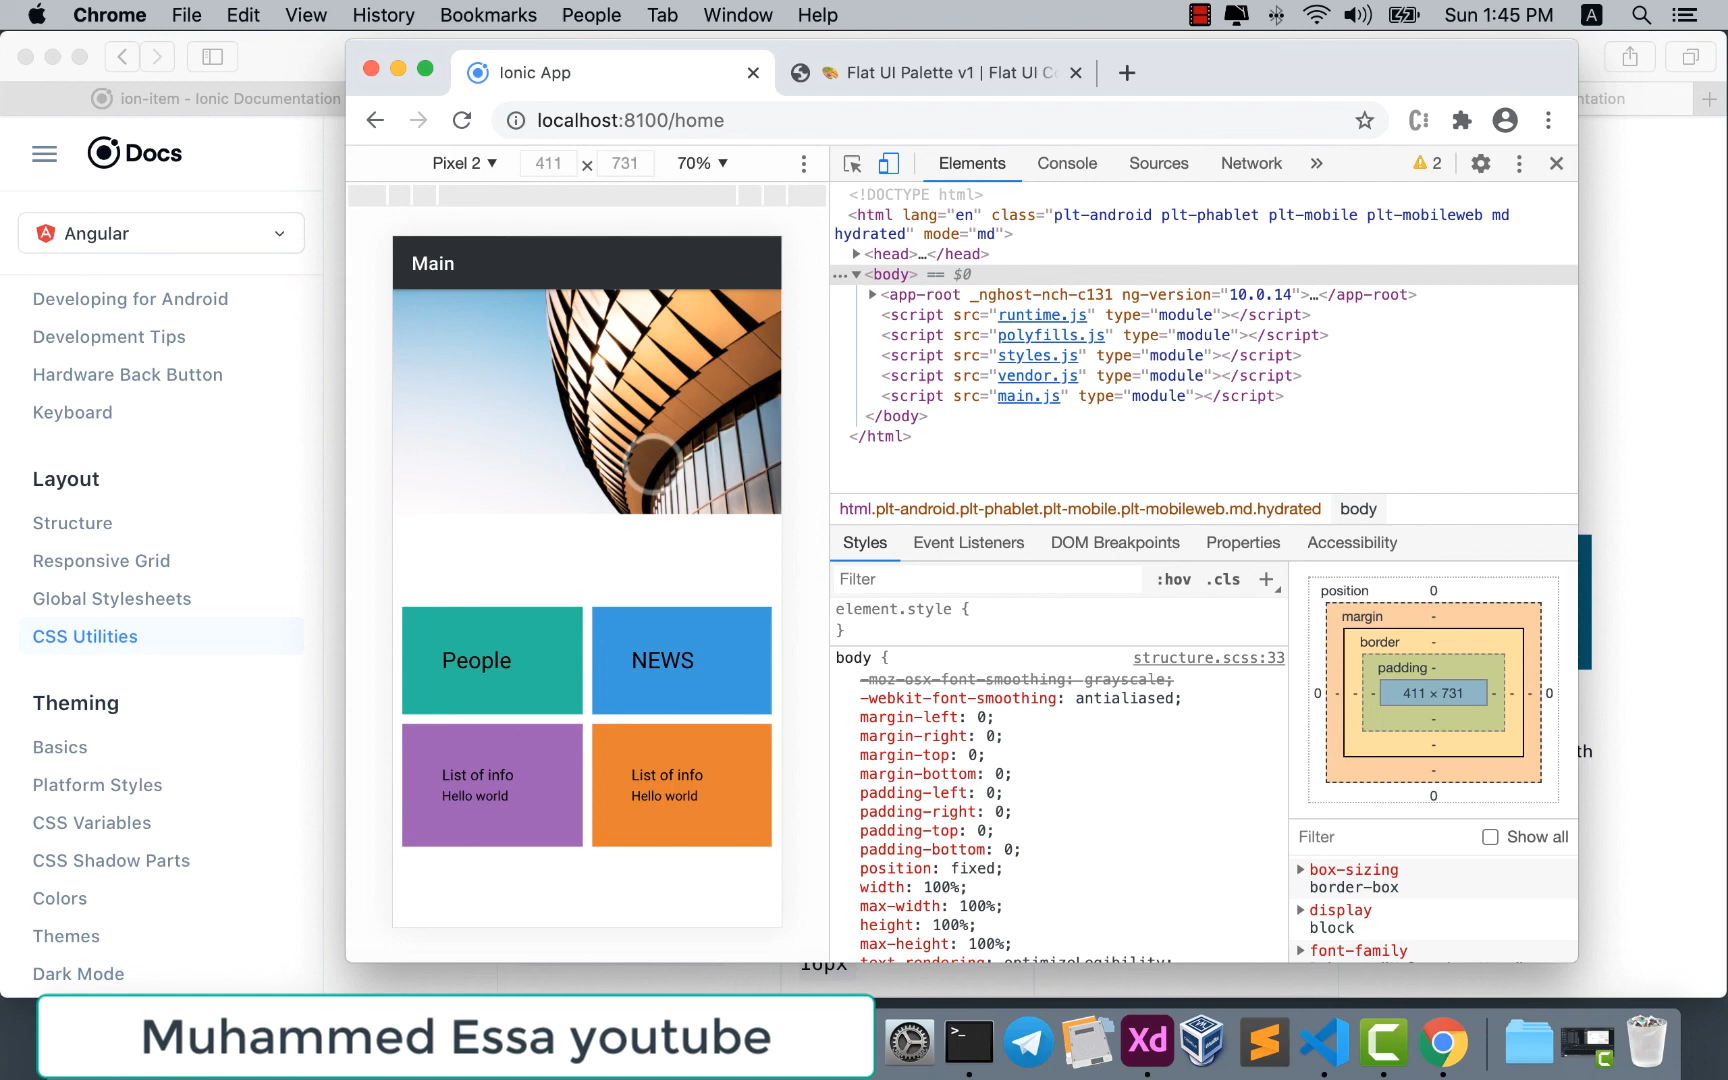 Chrome File Edit View History Bookmarks People Tab Window Help Sun 1:45 PM A
ion-item - Ionic Documentation
ntation
Docs
Angular
Developing for Android
Development Tips
Hardware Back Button
Keyboard
Layout
Structure
Responsive Grid
Global Stylesheets
CSS Utilities
Theming
Basics
Platform Styles
CSS Variables
CSS Shadow Parts
Colors
Themes
Dark Mode
Ionic App
Flat UI Palette v1 | Flat UI Co
localhost:8100/home
Pixel 2 ▼ 411 × 731 70% ▼
Main
People
NEWS
List of info
Hello world
List of info
Hello world
Elements Console Sources Network » 2
<!DOCTYPE html>
<html lang="en" class="plt-android plt-phablet plt-mobile plt-mobileweb md
hydrated" mode="md">
<head>…</head>
… <body> == $0
<app-root _nghost-nch-c131 ng-version="10.0.14">…</app-root>
<script src="runtime.js" type="module"></script>
<script src="polyfills.js" type="module"></script>
<script src="styles.js" type="module"></script>
<script src="vendor.js" type="module"></script>
<script src="main.js" type="module"></script>
</body>
</html>
html.plt-android.plt-phablet.plt-mobile.plt-mobileweb.md.hydrated body
Styles Event Listeners DOM Breakpoints Properties Accessibility
Filter :hov .cls +
element.style {
}
body { structure.scss:33
-moz-osx-font-smoothing: grayscale;
-webkit-font-smoothing: antialiased;
margin-left: 0;
margin-right: 0;
margin-top: 0;
margin-bottom: 0;
padding-left: 0;
padding-right: 0;
padding-top: 0;
padding-bottom: 0;
position: fixed;
width: 100%;
max-width: 100%;
height: 100%;
max-height: 100%;
text-rendering: optimizeLegibility;
position 0
margin -
border -
padding -
0 - - - 411 × 731 - - - 0
-
-
-
0
Filter Show all
box-sizing
border-box
display
block
font-family
th
16px
Muhammed Essa youtube
Xd